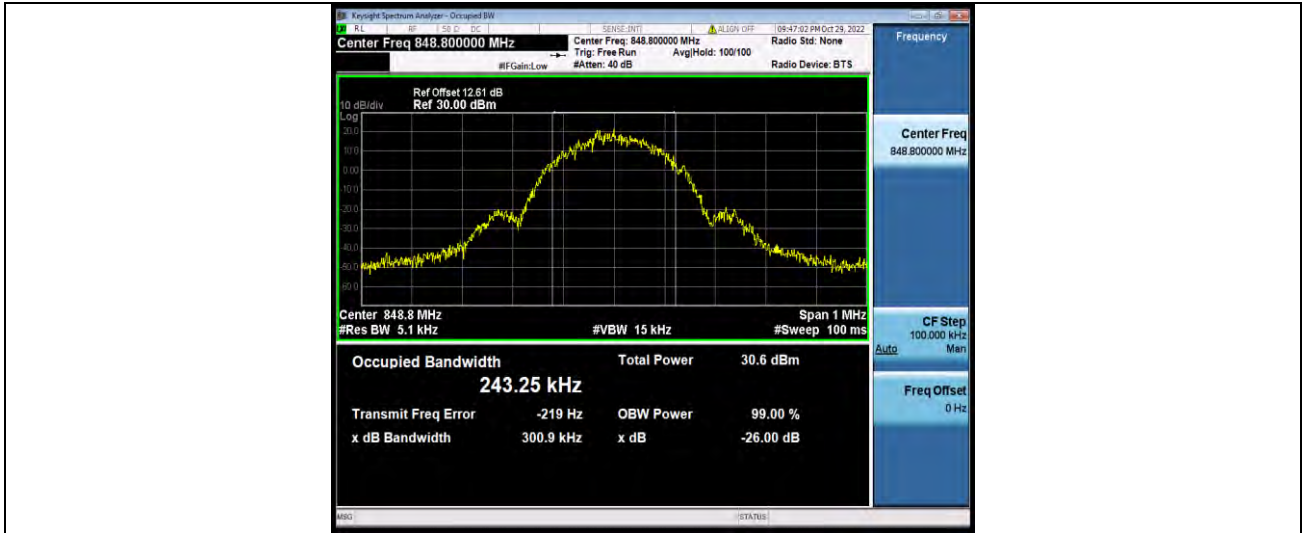 Keysight Spectrum Analyzer - Occupied BW
RL RF 50 Ω DC SENSE:INT ALIGN OFF 09:47:02 PM Oct 29, 2022
Center Freq 848.800000 MHz
Center Freq: 848.800000 MHz
Radio Std: None
Trig: Free Run Avg|Hold: 100/100
#IFGain:Low #Atten: 40 dB Radio Device: BTS
Ref Offset 12.61 dB
10 dB/div Ref 30.00 dBm
Log
20.0
10.0
0.00
-10.0
-20.0
-30.0
-40.0
-50.0
-60.0
Center 848.8 MHz Span 1 MHz
#Res BW 5.1 kHz #VBW 15 kHz #Sweep 100 ms
Occupied Bandwidth Total Power 30.6 dBm
243.25 kHz
Transmit Freq Error -219 Hz OBW Power 99.00 %
x dB Bandwidth 300.9 kHz x dB -26.00 dB
MSG STATUS
Frequency
Center Freq
848.800000 MHz
CF Step
100.000 kHz
Auto Man
Freq Offset
0 Hz